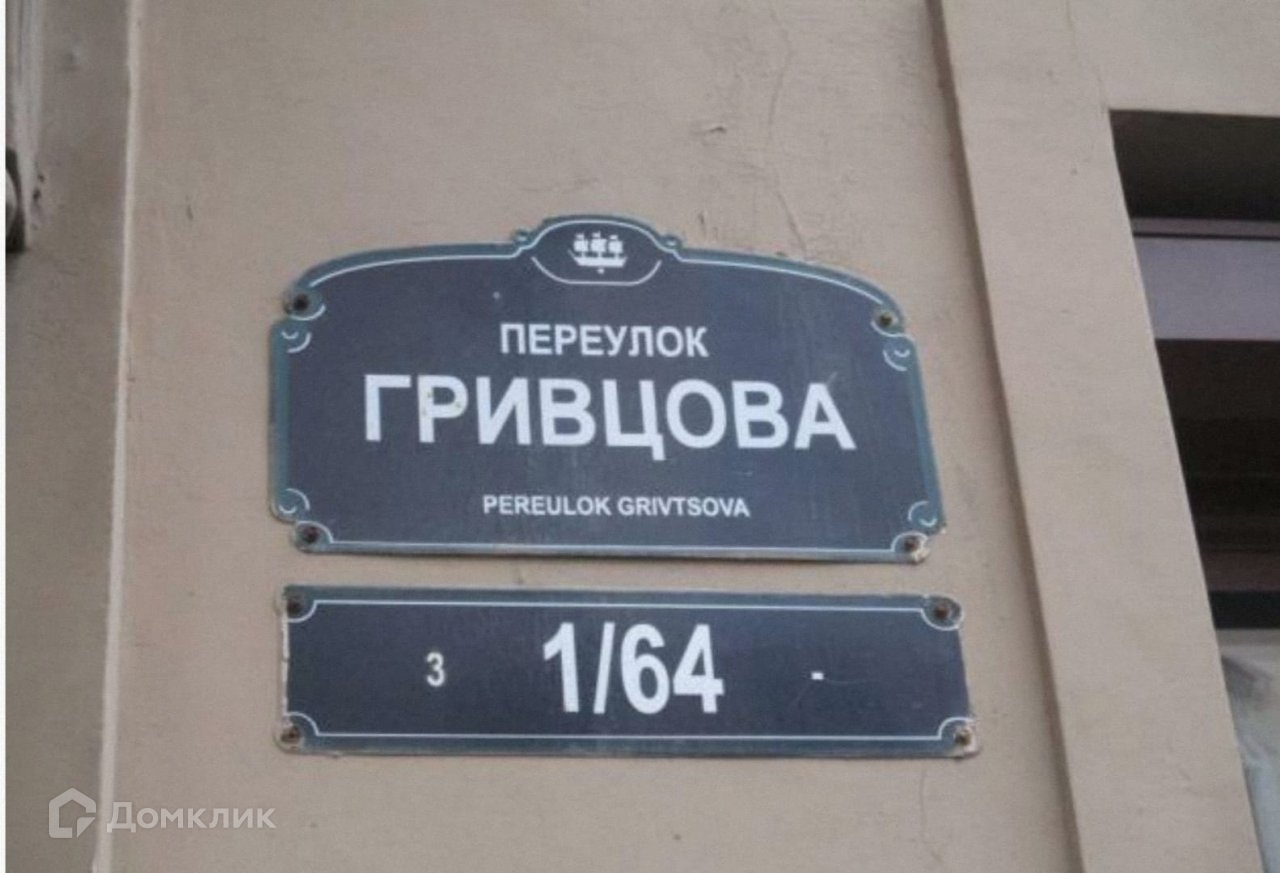 ПЕРЕУЛОК
ГРИВЦОВА
PEREULOK GRIVTSOVA
3 1/64 -
Домклик